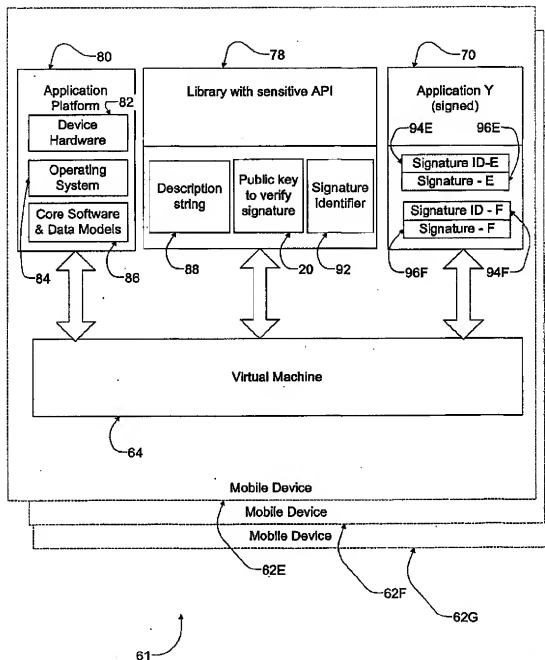 80
78
70
Application
Platform
82
Device
Hardware
Operating
System
Core Software
& Data Models
84
86
Library with sensitive API
Description
string
Public key
to verify
signature
Signature
Identifier
88
20
92
Application Y
(signed)
94E
96E
Signature ID-E
Signature - E
Signature ID - F
Signature - F
96F
94F
Virtual Machine
64
Mobile Device
Mobile Device
Mobile Device
62E
62F
62G
61